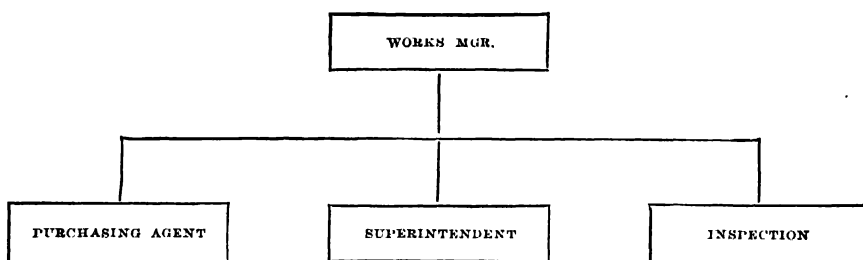 WORKS MGR.
PURCHASING AGENT
SUPERINTENDENT
INSPECTION